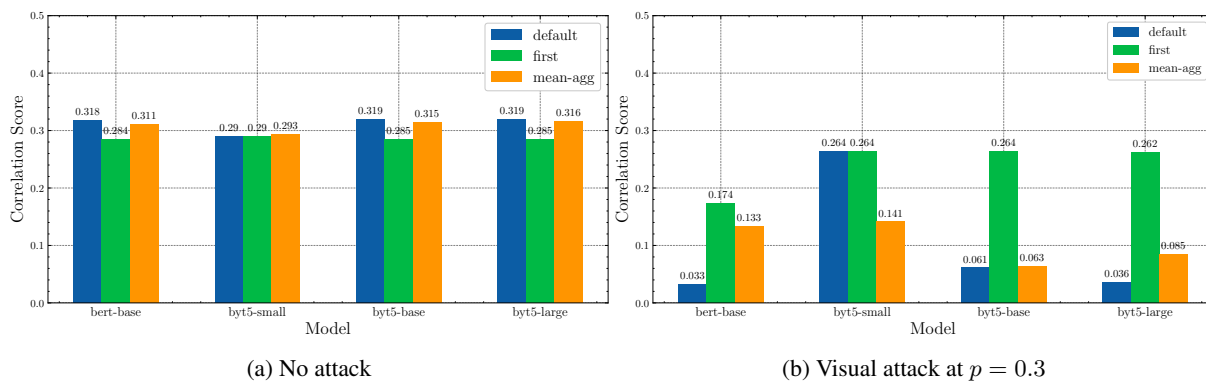 0.5
0.4
0.3
0.2
0.1
0.0
Correlation Score
default
first
mean-agg
0.318
0.284
0.311
0.29
0.29
0.293
0.319
0.285
0.315
0.319
0.285
0.316
bert-base
byt5-small
byt5-base
byt5-large
Model
(a) No attack
0.5
0.4
0.3
0.2
0.1
0.0
Correlation Score
default
first
mean-agg
0.033
0.174
0.133
0.264
0.264
0.141
0.061
0.264
0.063
0.036
0.262
0.085
bert-base
byt5-small
byt5-base
byt5-large
Model
(b) Visual attack at p = 0.3